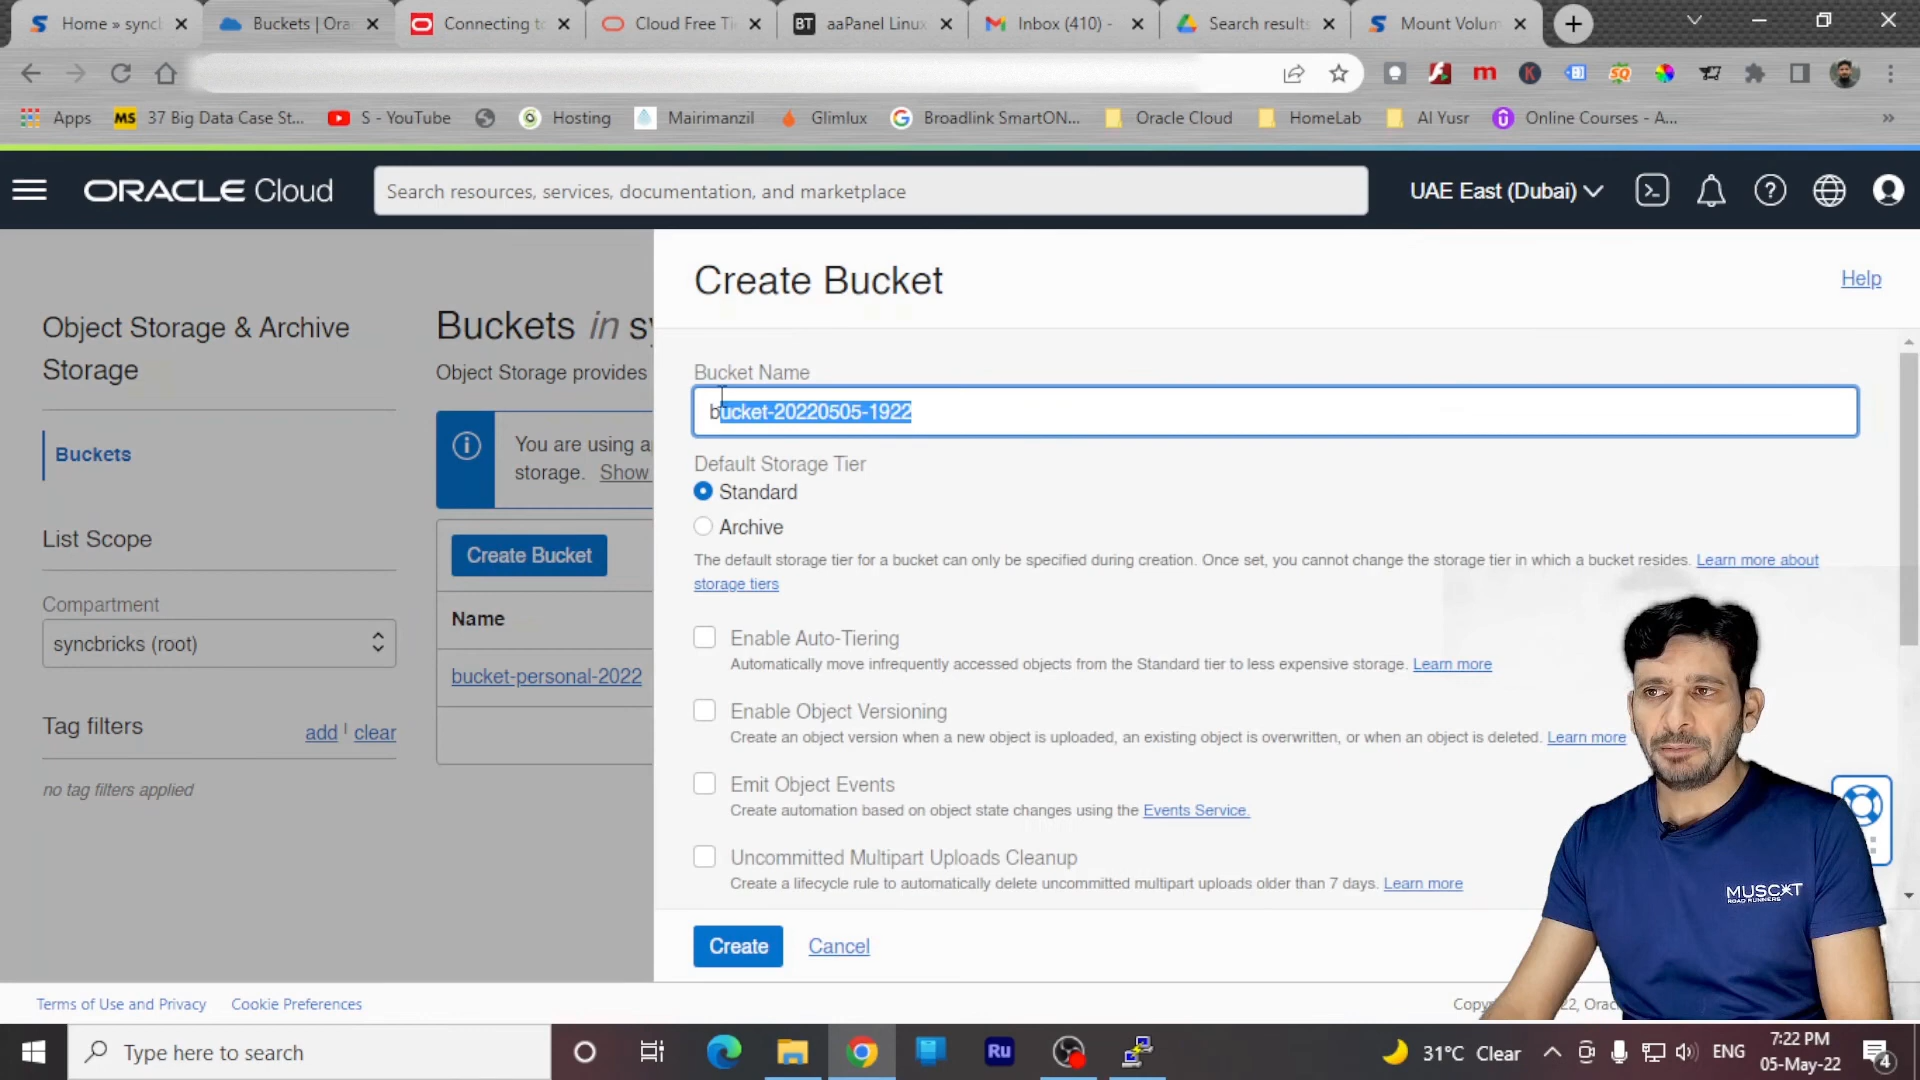 Home » syncl
Buckets | Ora
Connecting to
Cloud Free Ti
BT
aaPanel Linux
Inbox (410) -
Search results
Mount Volum
Apps
MS 37 Big Data Case St...
S - YouTube
Hosting
Mairimanzil
Glimlux
Broadlink SmartON...
Oracle Cloud
HomeLab
Al Yusr
Online Courses - A...
»
ORACLE Cloud
Search resources, services, documentation, and marketplace
UAE East (Dubai)
Object Storage & Archive
Storage
Buckets
List Scope
Compartment
syncbricks (root)
Tag filters
add | clear
no tag filters applied
Buckets in sy
Object Storage provides
You are using a
storage. Show
Create Bucket
Name
bucket-personal-2022
Create Bucket
Help
Bucket Name
bucket-20220505-1922
Default Storage Tier
Standard
Archive
The default storage tier for a bucket can only be specified during creation. Once set, you cannot change the storage tier in which a bucket resides. Learn more about
storage tiers
Enable Auto-Tiering
Automatically move infrequently accessed objects from the Standard tier to less expensive storage. Learn more
Enable Object Versioning
Create an object version when a new object is uploaded, an existing object is overwritten, or when an object is deleted. Learn more
Emit Object Events
Create automation based on object state changes using the Events Service.
Uncommitted Multipart Uploads Cleanup
Create a lifecycle rule to automatically delete uncommitted multipart uploads older than 7 days. Learn more
MUSCAT
ROAD RUNNERS
Create
Cancel
Terms of Use and Privacy
Cookie Preferences
Copy
22, Orac
Type here to search
Ru
31°C Clear
ENG
7:22 PM
05-May-22
4